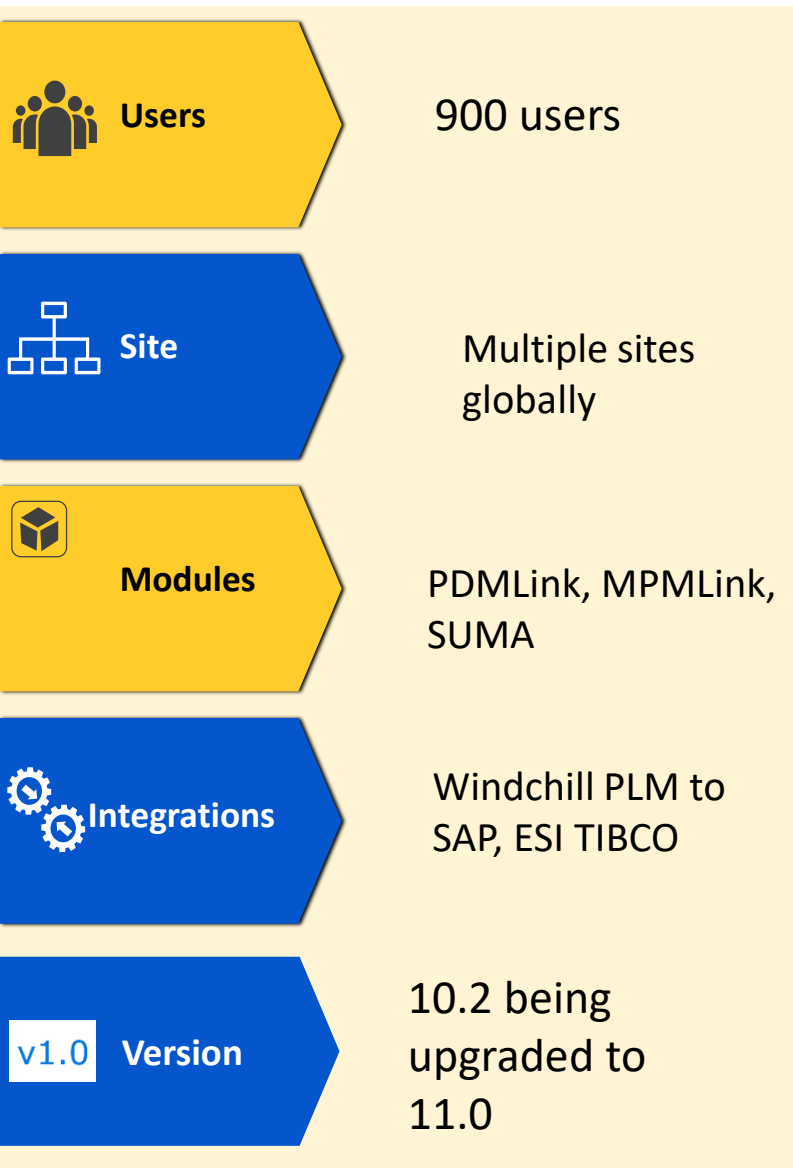 Users
900 users
Site
Multiple sites
globally
Modules
PDMLink, MPMLink,
SUMA
Integrations
Windchill PLM to
SAP, ESI TIBCO
v1.0
Version
10.2 being
upgraded to
11.0